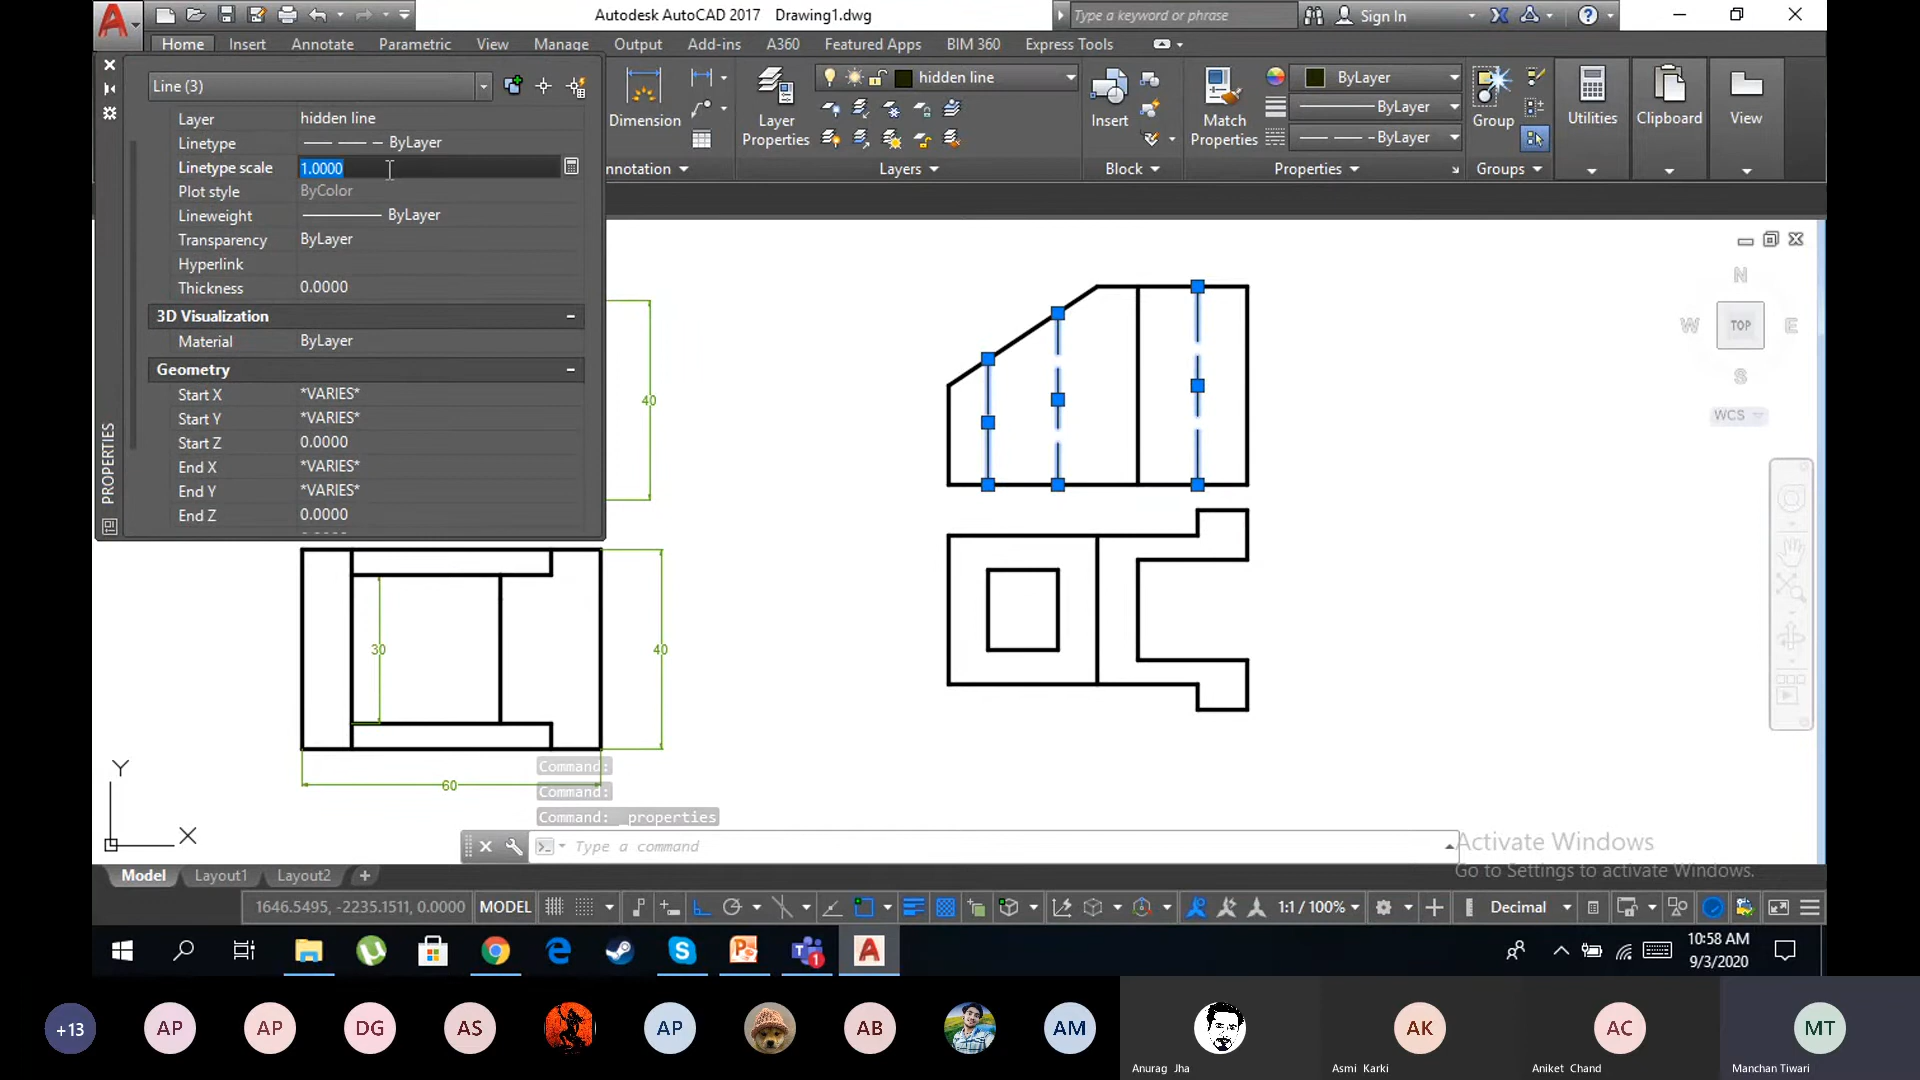 Autodesk AutoCAD 2017 Drawing1.dwg
Type a keyword or phrase
Sign In
Home Insert Annotate Parametric View Manage Output Add-ins A360 Featured Apps BIM 360 Express Tools
Line (3)
Layer hidden line
Linetype ByLayer
Linetype scale 1.0000
Plot style ByColor
Lineweight ByLayer
Transparency ByLayer
Hyperlink
Thickness 0.0000
3D Visualization
Material ByLayer
Geometry
Start X *VARIES*
Start Y *VARIES*
Start Z 0.0000
End X *VARIES*
End Y *VARIES*
End Z 0.0000
PROPERTIES
Dimension
Layer Properties
hidden line
Insert
Match Properties
ByLayer
ByLayer
ByLayer
Group
Utilities
Clipboard
View
nnotation Layers Block Properties Groups
N
W TOP E
S
WCS
40
30
40
60
Y
X
Command:
Command:
Command: _properties
Type a command
Activate Windows
Go to Settings to activate Windows.
Model Layout1 Layout2
1646.5495, -2235.1511, 0.0000 MODEL 1:1 / 100% Decimal
1
10:58 AM
9/3/2020
+13 AP AP DG AS AP AB AM AK AC MT
Anurag Jha Asmi Karki Aniket Chand Manchan Tiwari